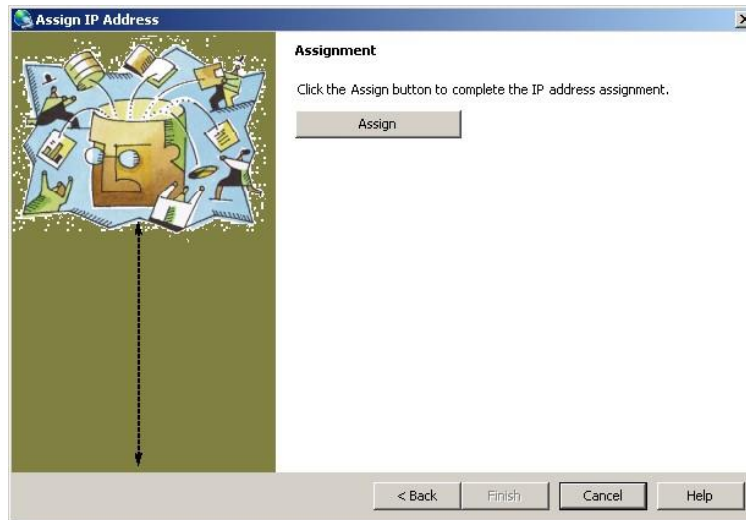 Assign IP Address
Assignment
Click the Assign button to complete the IP address assignment.
Assign
< Back
Finish
Cancel
Help